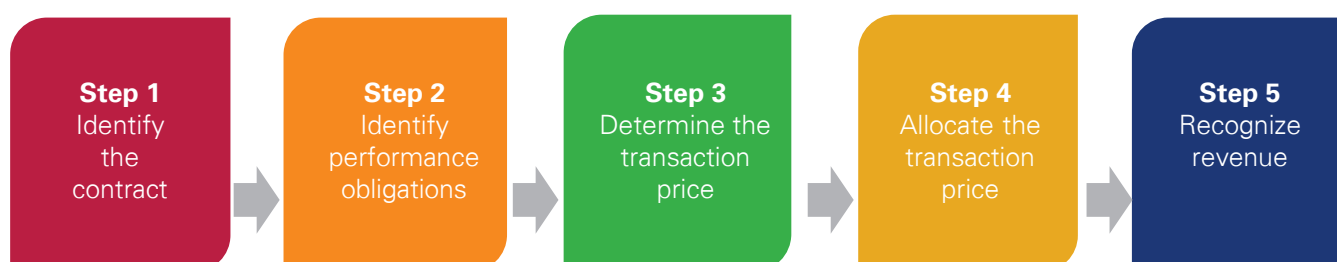 Step 1
Identify
the
contract
Step 2
Identify
performance
obligations
Step 3
Determine the
transaction
price
Step 4
Allocate the
transaction
price
Step 5
Recognize
revenue